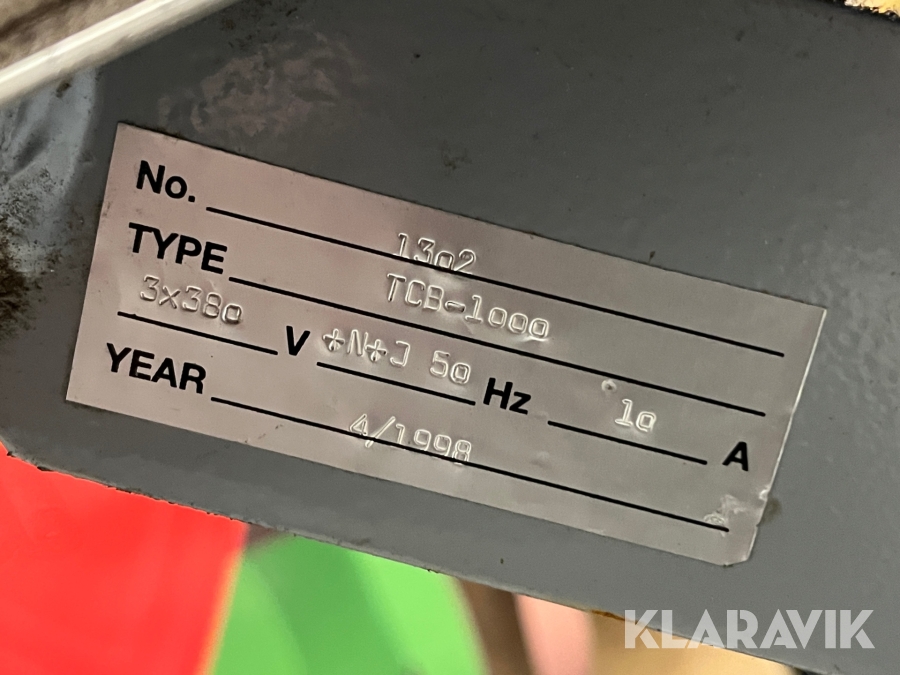 No. 1302
TYPE TCB-1000
3x380 V +N+J 50 Hz 10 A
YEAR 4/1998
KLARAVIK